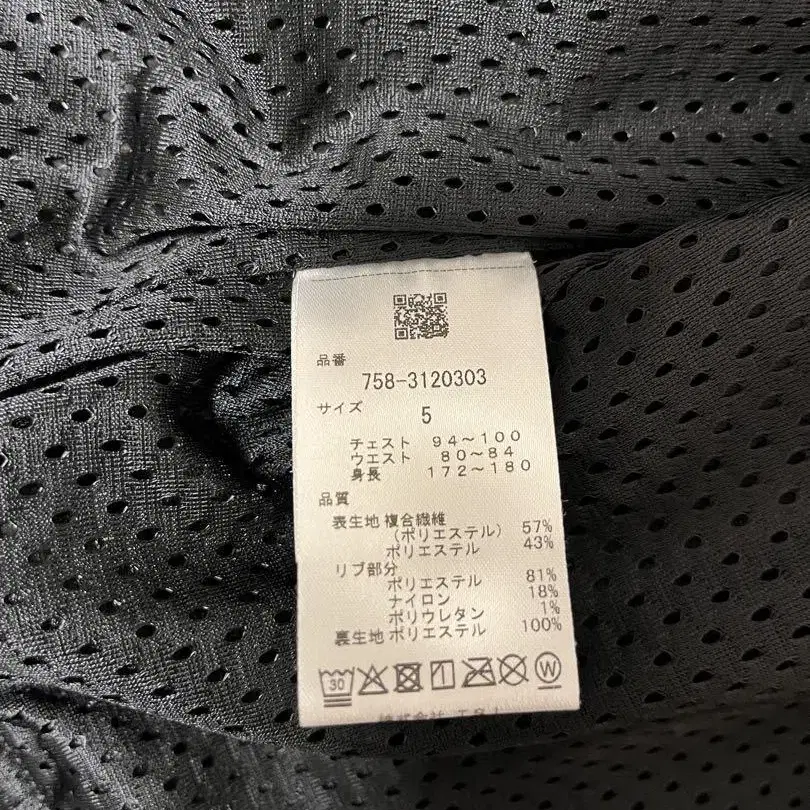 品番
758-3120303
サイズ
5
チェスト 94～100
ウエスト 80～84
身長 172～180
品質
表生地 複合繊維
(ポリエステル) 57%
ポリエステル 43%
リブ部分
ポリエステル 81%
ナイロン 18%
ポリウレタン 1%
裏生地 ポリエステル 100%
30 W
株式会社